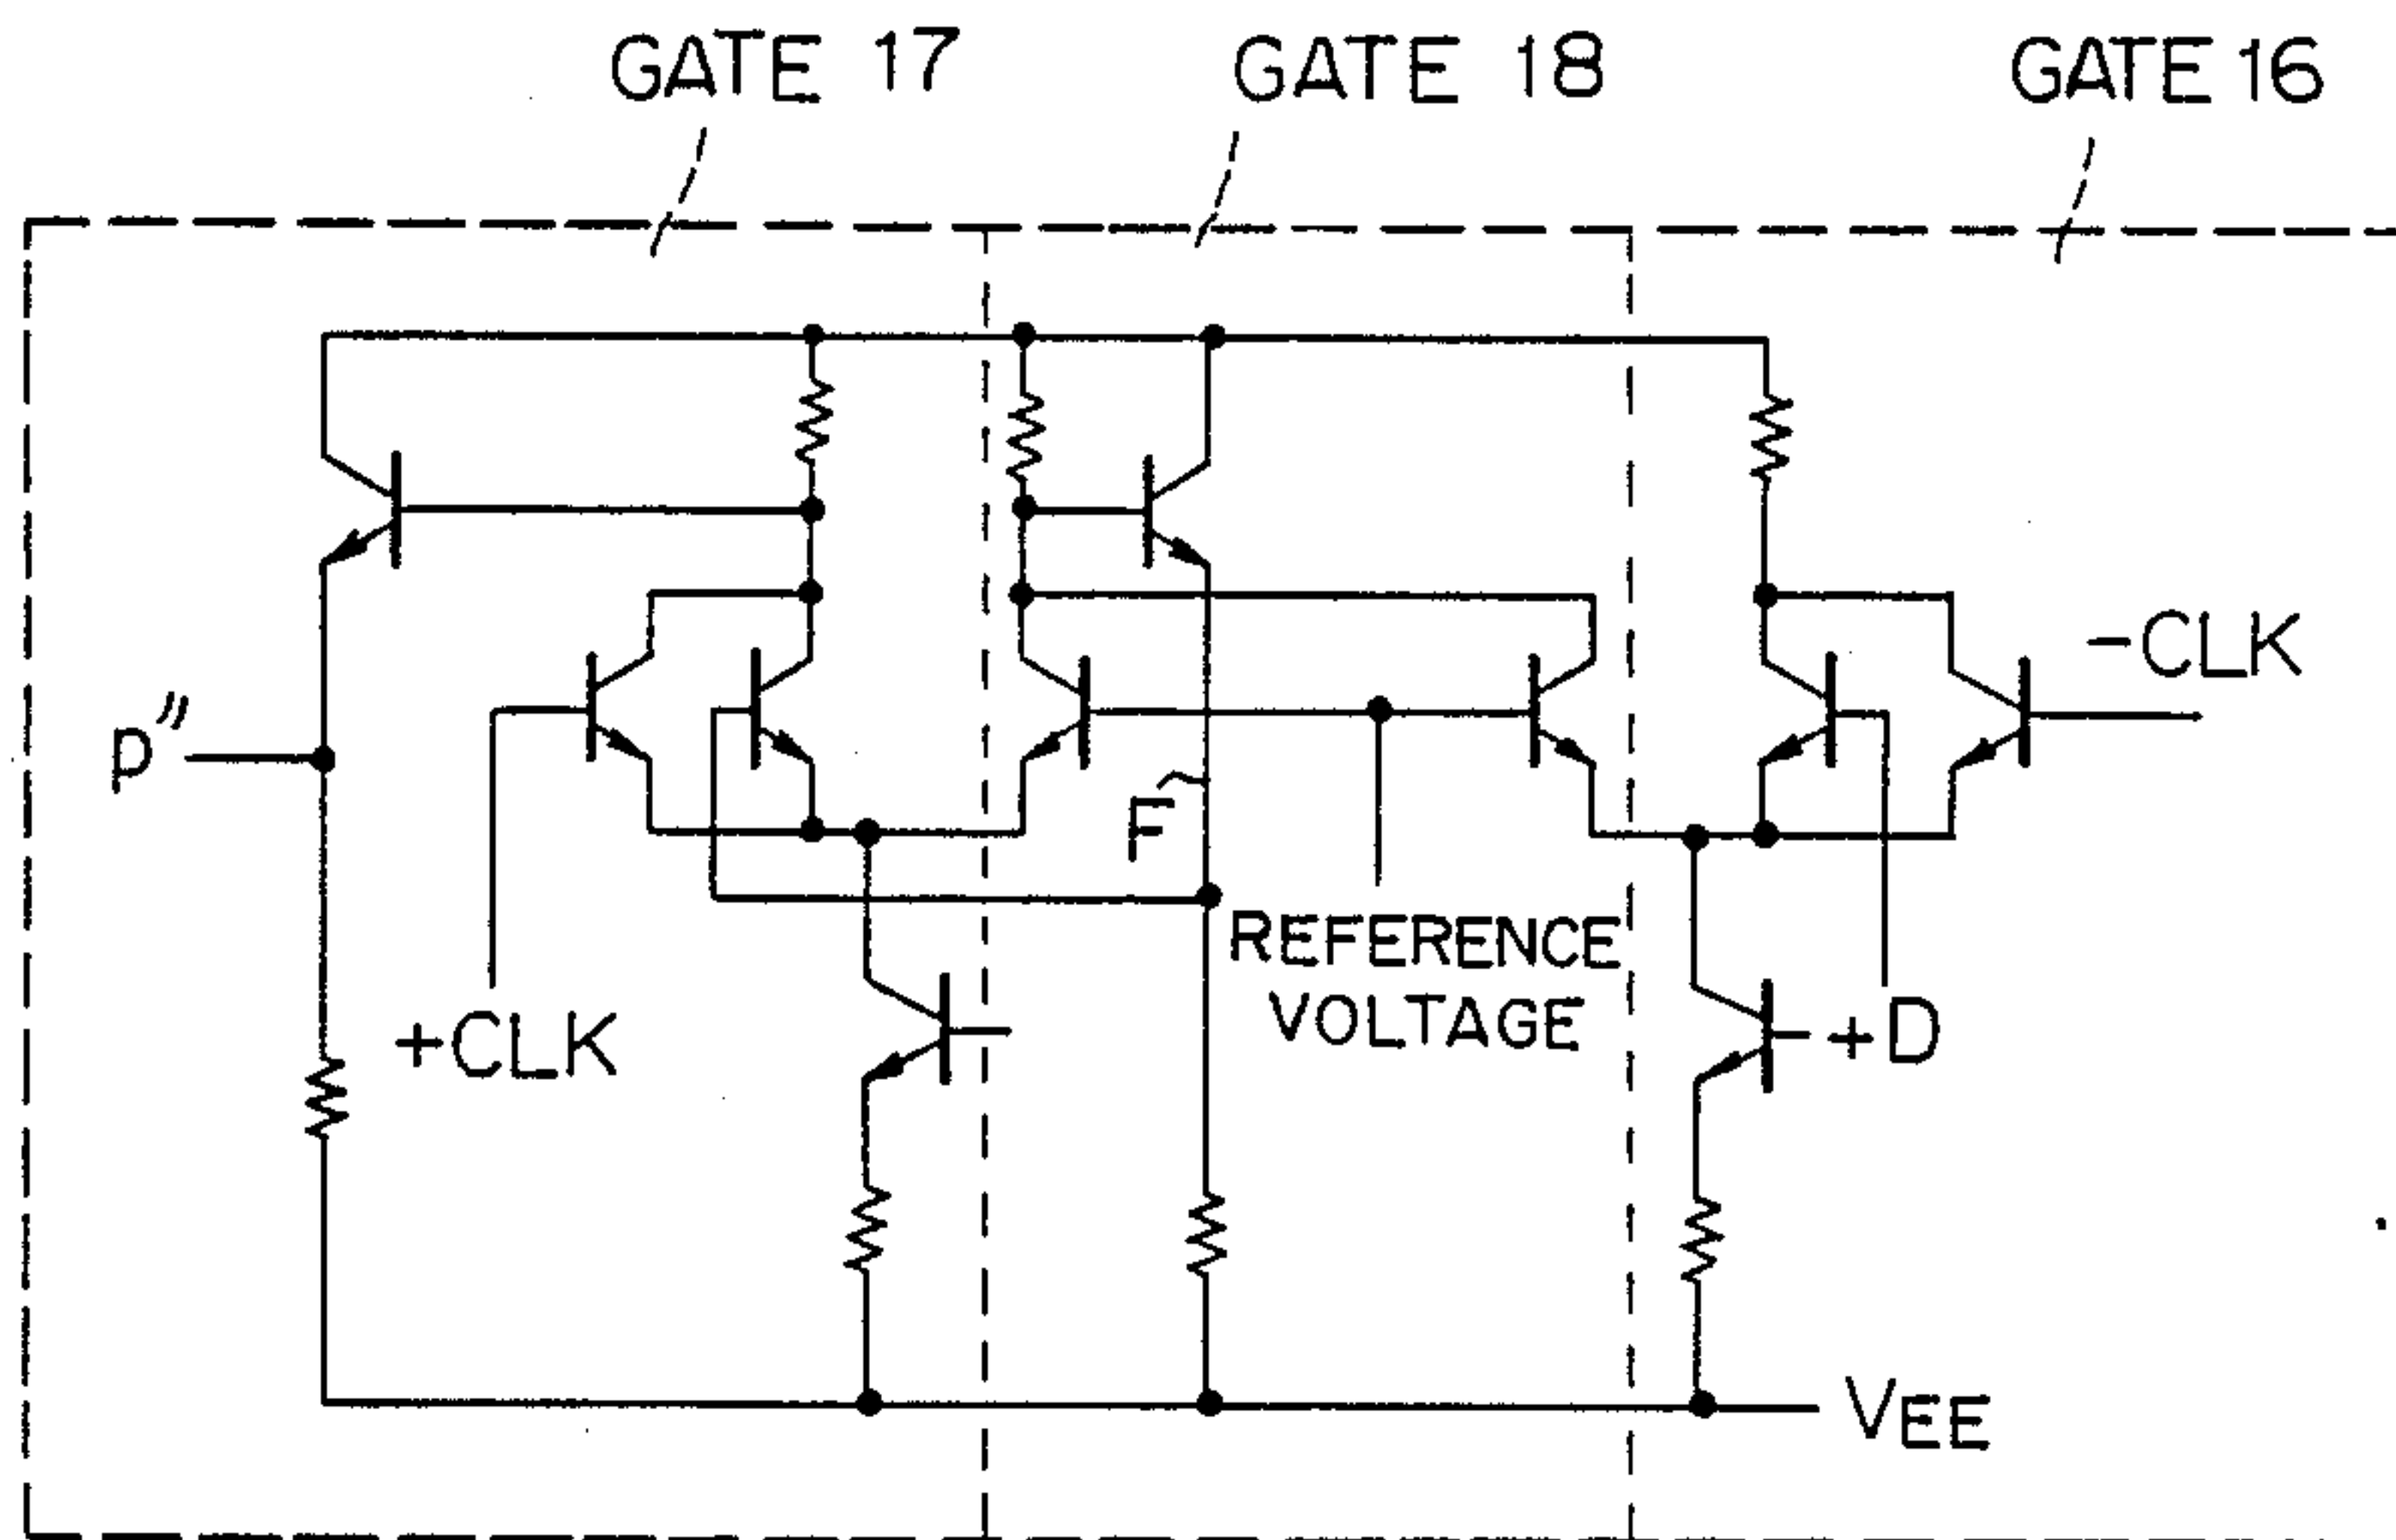 GATE 17
GATE 18
GATE 16
-CLK
P″
F
REFERENCE
VOLTAGE
+CLK
+D
VEE